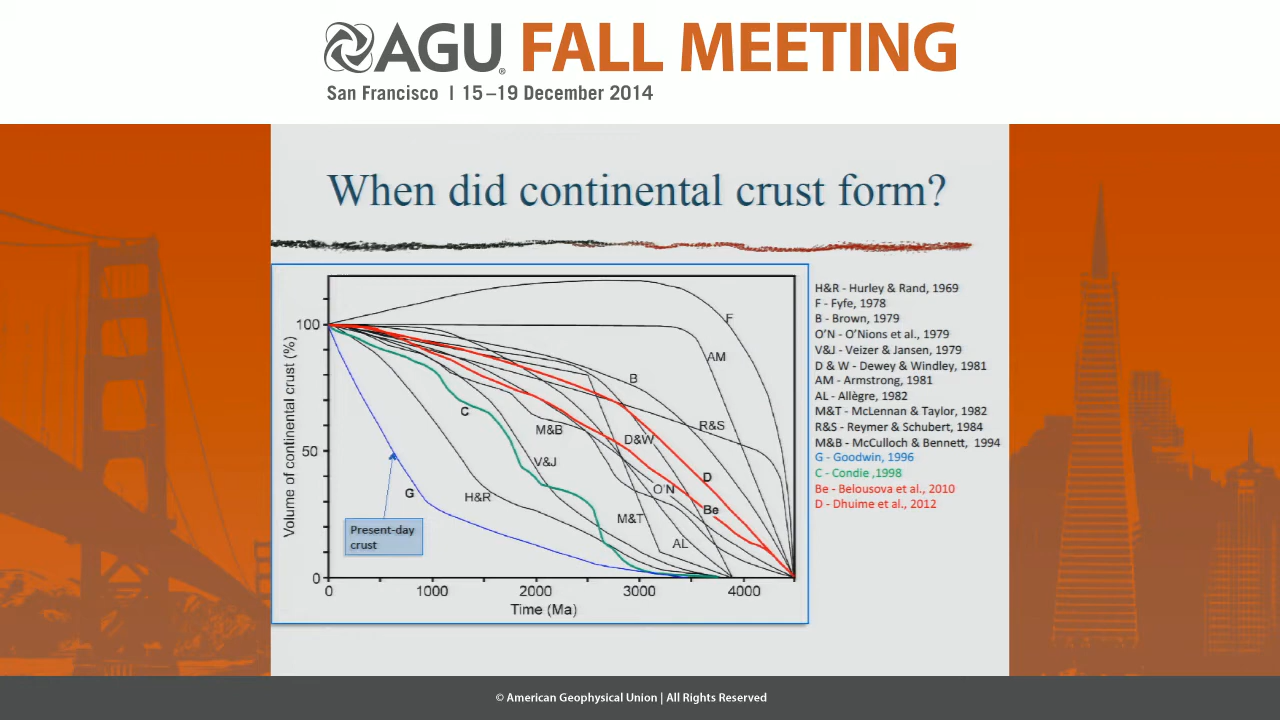 AGU® FALL MEETING
San Francisco | 15–19 December 2014
When did continental crust form?
Volume of continental crust (%)
100
50
0
0 1000 2000 3000 4000
Time (Ma)
F
AM
B
R&S
D&W
M&B
C
V&J
H&R
G
O'N
D
Be
M&T
AL
Present-day
crust
H&R - Hurley & Rand, 1969
F - Fyfe, 1978
B - Brown, 1979
O'N - O'Nions et al., 1979
V&J - Veizer & Jansen, 1979
D & W - Dewey & Windley, 1981
AM - Armstrong, 1981
AL - Allègre, 1982
M&T - McLennan & Taylor, 1982
R&S - Reymer & Schubert, 1984
M&B - McCulloch & Bennett, 1994
G - Goodwin, 1996
C - Condie ,1998
Be - Belousova et al., 2010
D - Dhuime et al., 2012
© American Geophysical Union | All Rights Reserved